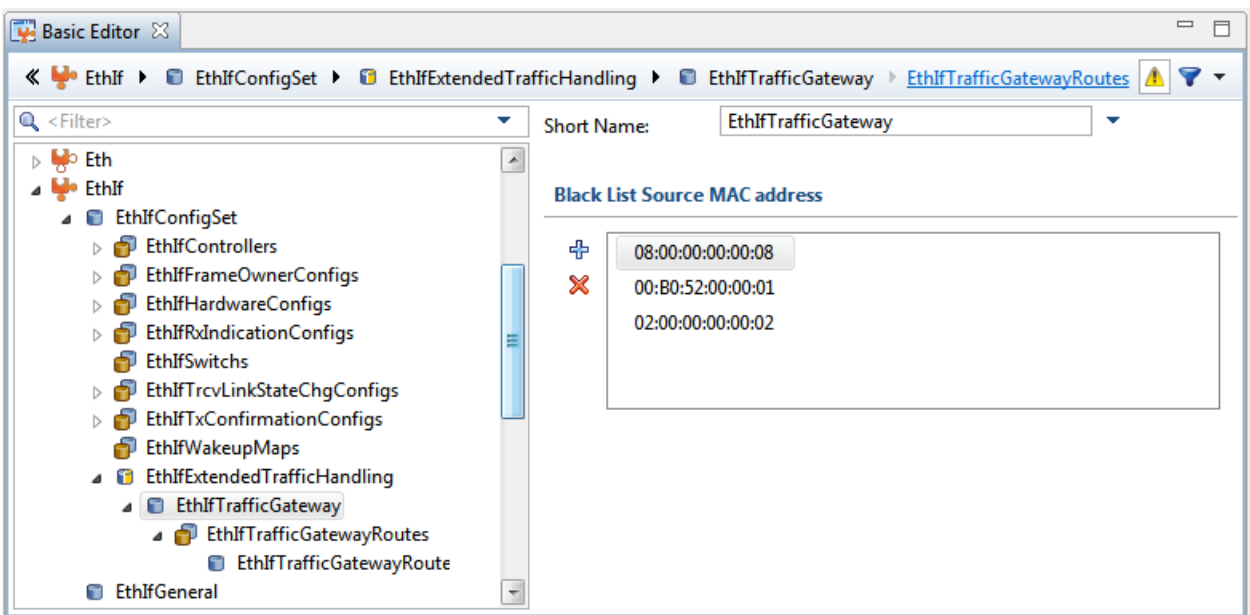 Basic Editor
EthIf EthIfConfigSet EthIfExtendedTrafficHandling EthIfTrafficGateway EthIfTrafficGatewayRoutes
<Filter>
Eth
EthIf
EthIfConfigSet
EthIfControllers
EthIfFrameOwnerConfigs
EthIfHardwareConfigs
EthIfRxIndicationConfigs
EthIfSwitchs
EthIfTrcvLinkStateChgConfigs
EthIfTxConfirmationConfigs
EthIfWakeupMaps
EthIfExtendedTrafficHandling
EthIfTrafficGateway
EthIfTrafficGatewayRoutes
EthIfTrafficGatewayRoute
EthIfGeneral
Short Name: EthIfTrafficGateway
Black List Source MAC address
08:00:00:00:00:08
00:B0:52:00:00:01
02:00:00:00:00:02